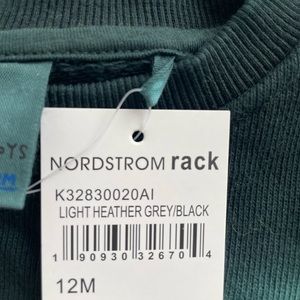 NORDSTROM rack
K32830020AI
LIGHT HEATHER GREY/BLACK
1 90930 32670 4
12M